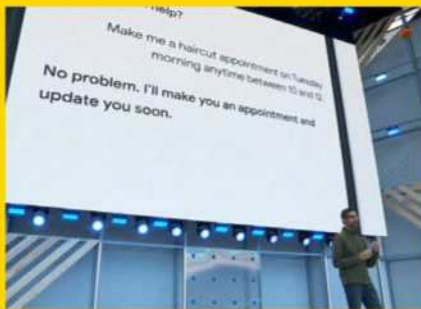 help?
Make me a haircut appointment on Tuesday
morning anytime between 10 and 12.
No problem. I'll make you an appointment and
update you soon.